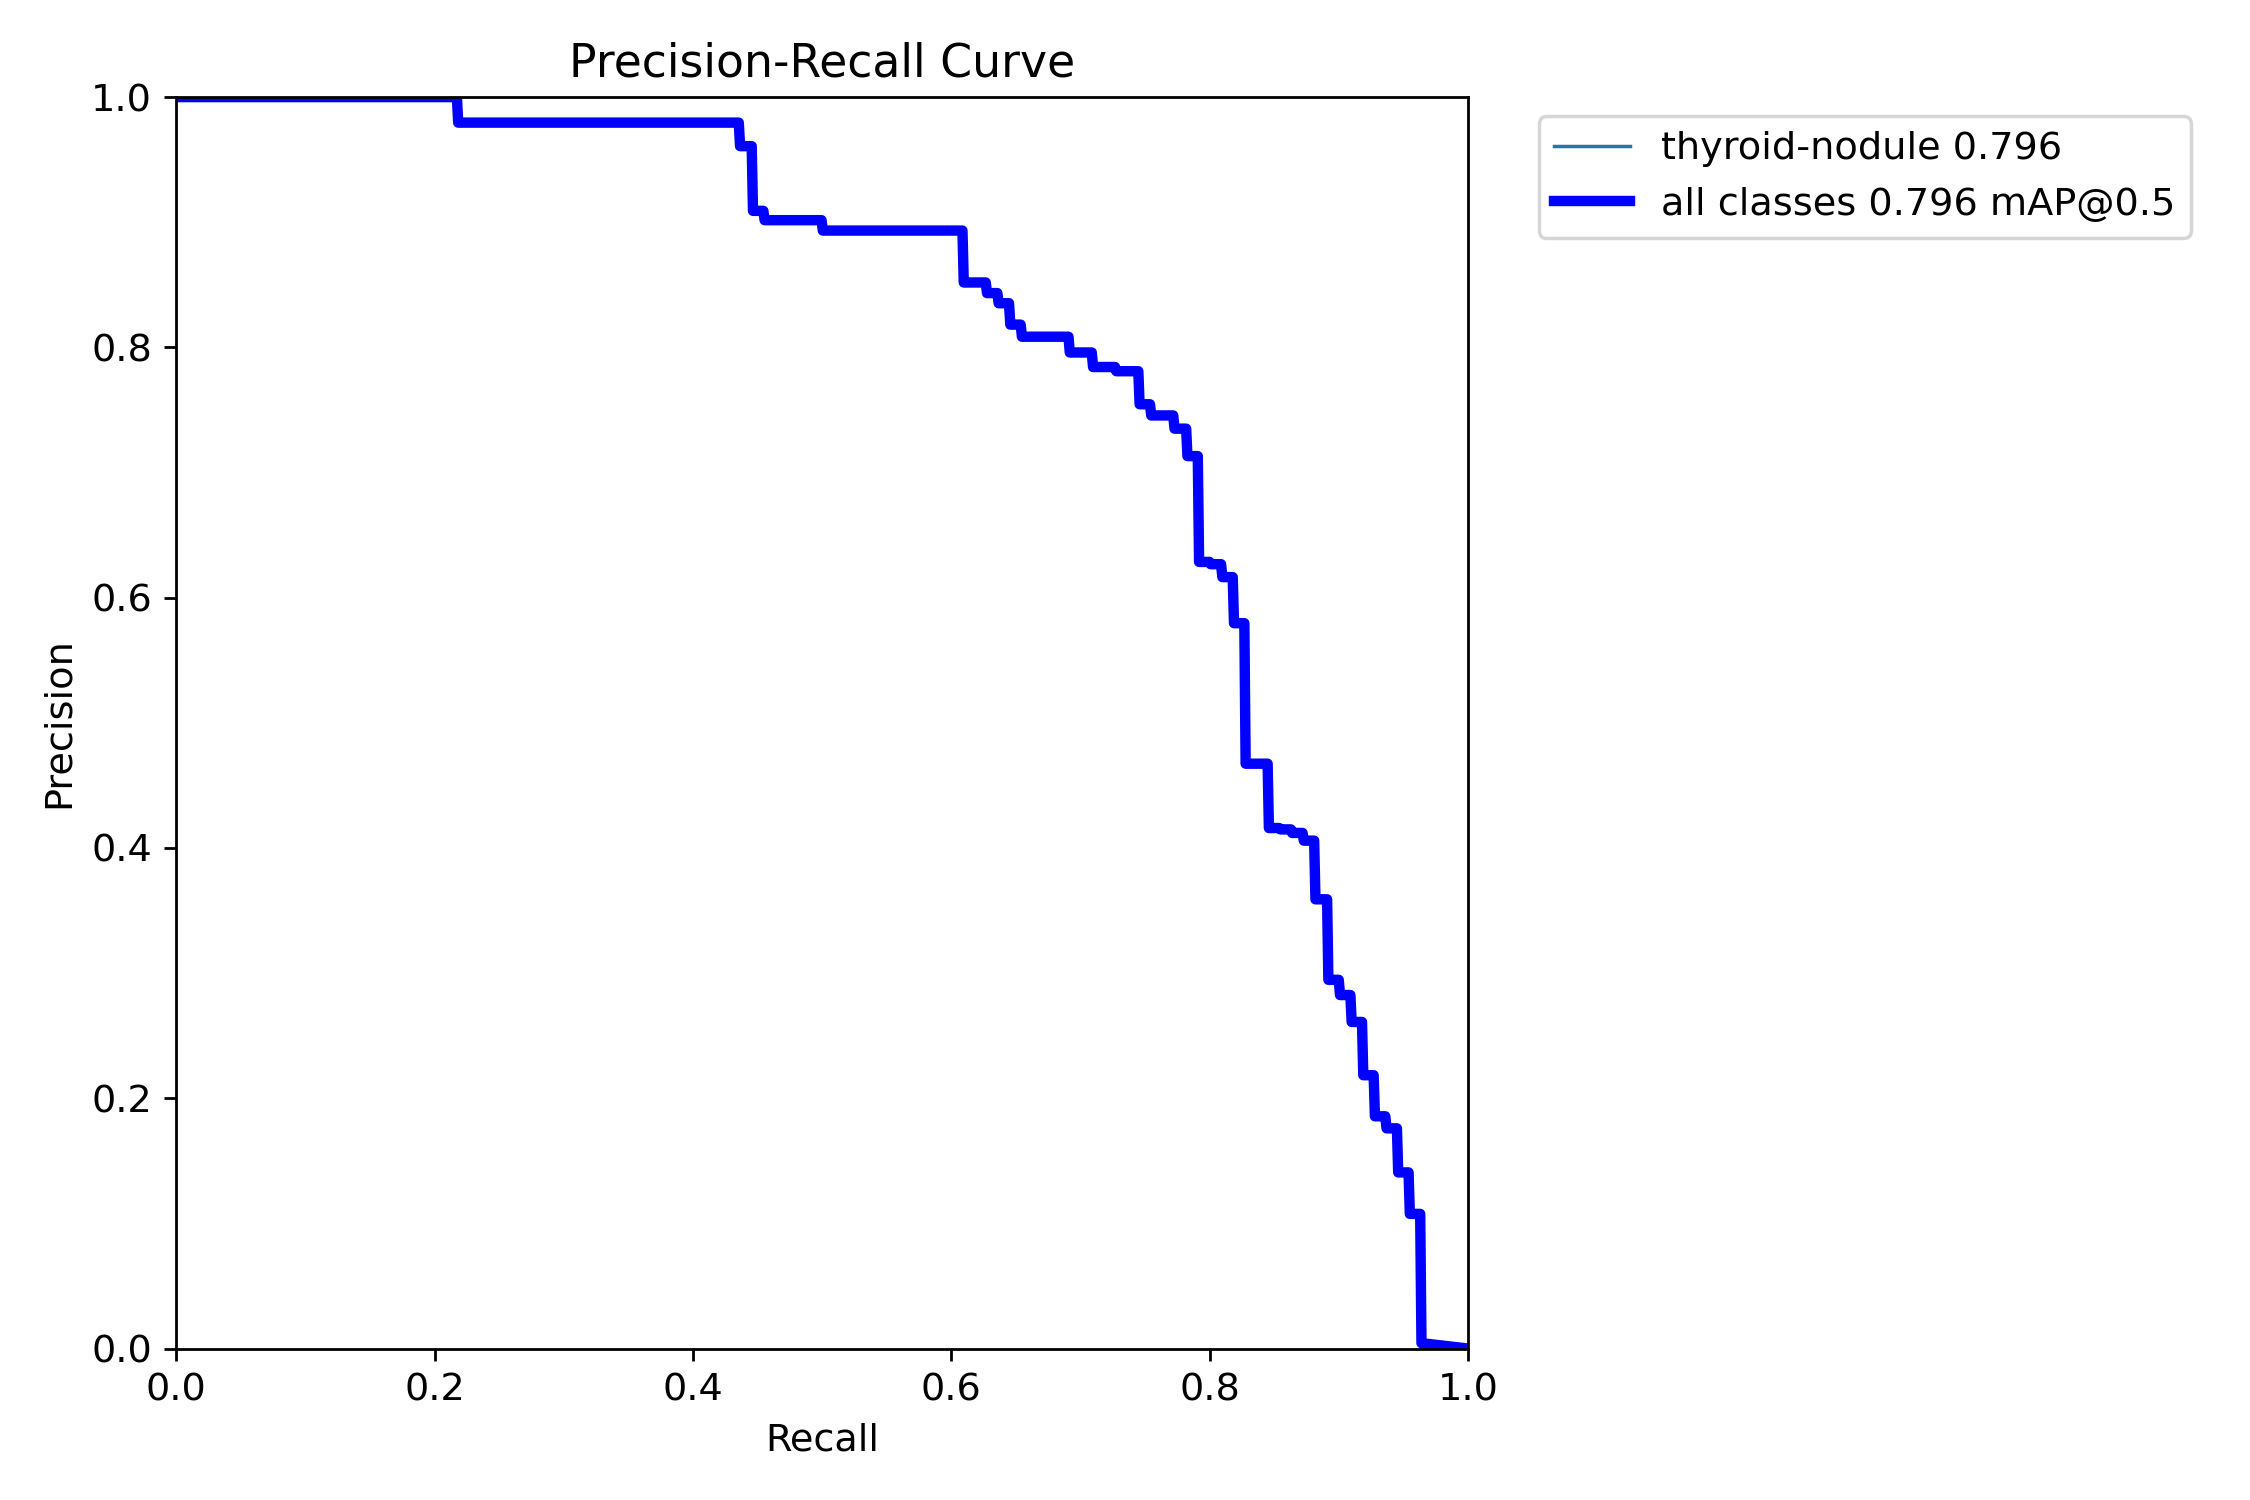 Precision-Recall Curve
1.0
0.8
0.6
0.4
0.2
0.0
Precision
0.0 0.2 0.4 0.6 0.8 1.0
Recall
thyroid-nodule 0.796
all classes 0.796 mAP@0.5